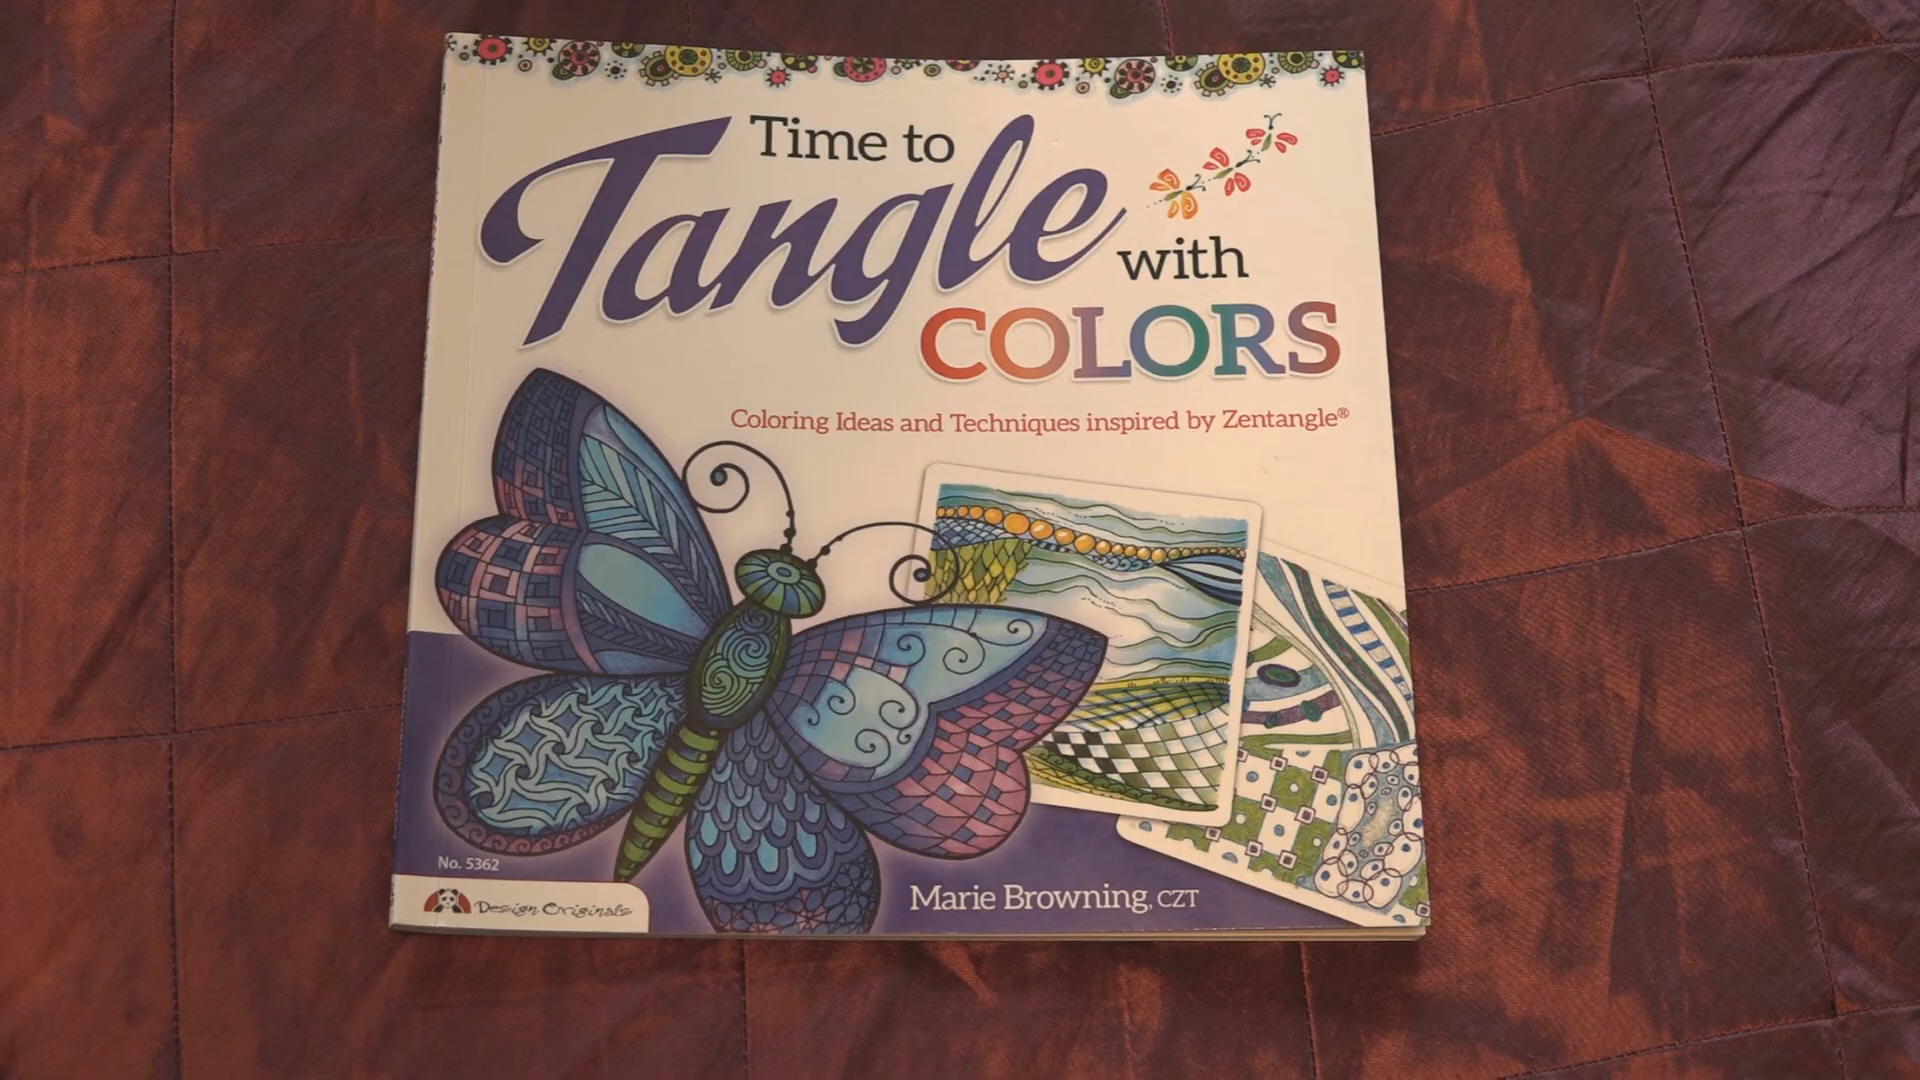 Time to
Tangle
with
COLORS
Coloring Ideas and Techniques inspired by Zentangle®
No. 5362
Design Originals
Marie Browning, CZT